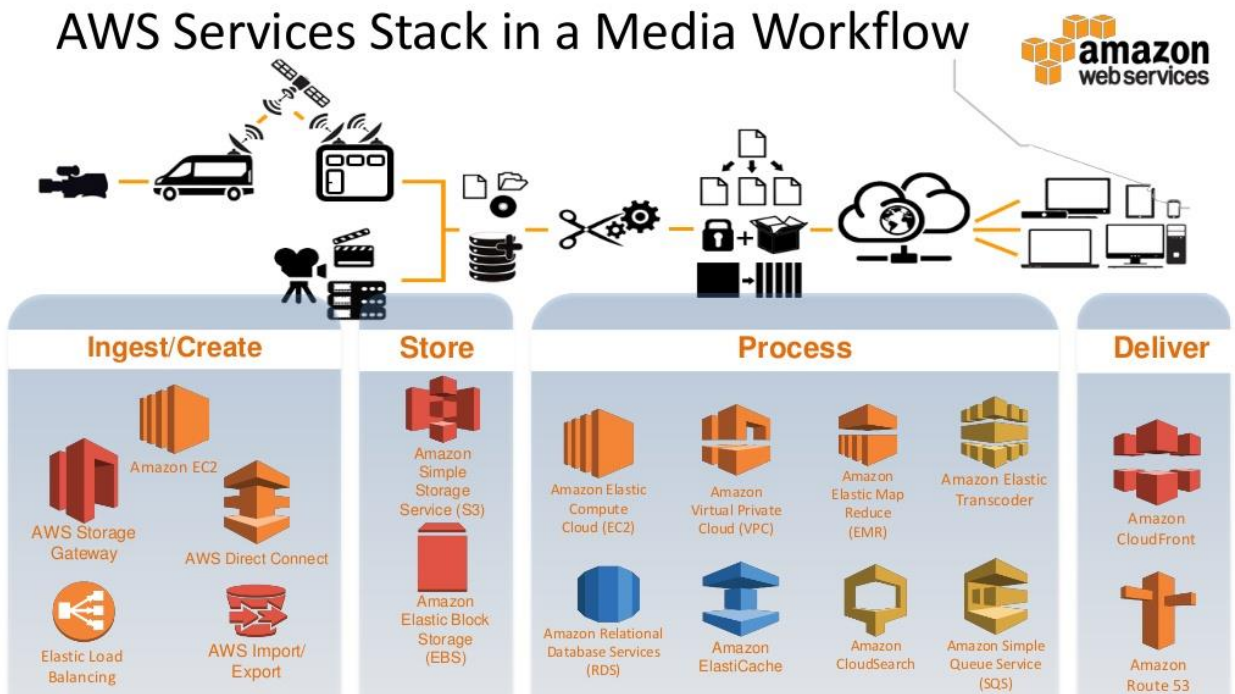 AWS Services Stack in a Media Workflow
amazon
webservices
Ingest/Create
Amazon EC2
AWS Storage
Gateway
AWS Direct Connect
Elastic Load
Balancing
AWS Import/
Export
Store
Amazon
Simple
Storage
Service (S3)
Amazon
Elastic Block
Storage
(EBS)
Process
Amazon Elastic
Compute
Cloud (EC2)
Amazon
Virtual Private
Cloud (VPC)
Amazon
Elastic Map
Reduce
(EMR)
Amazon Elastic
Transcoder
Amazon Relational
Database Services
(RDS)
Amazon
ElastiCache
Amazon
CloudSearch
Amazon Simple
Queue Service
(SQS)
Deliver
Amazon
CloudFront
Amazon
Route 53